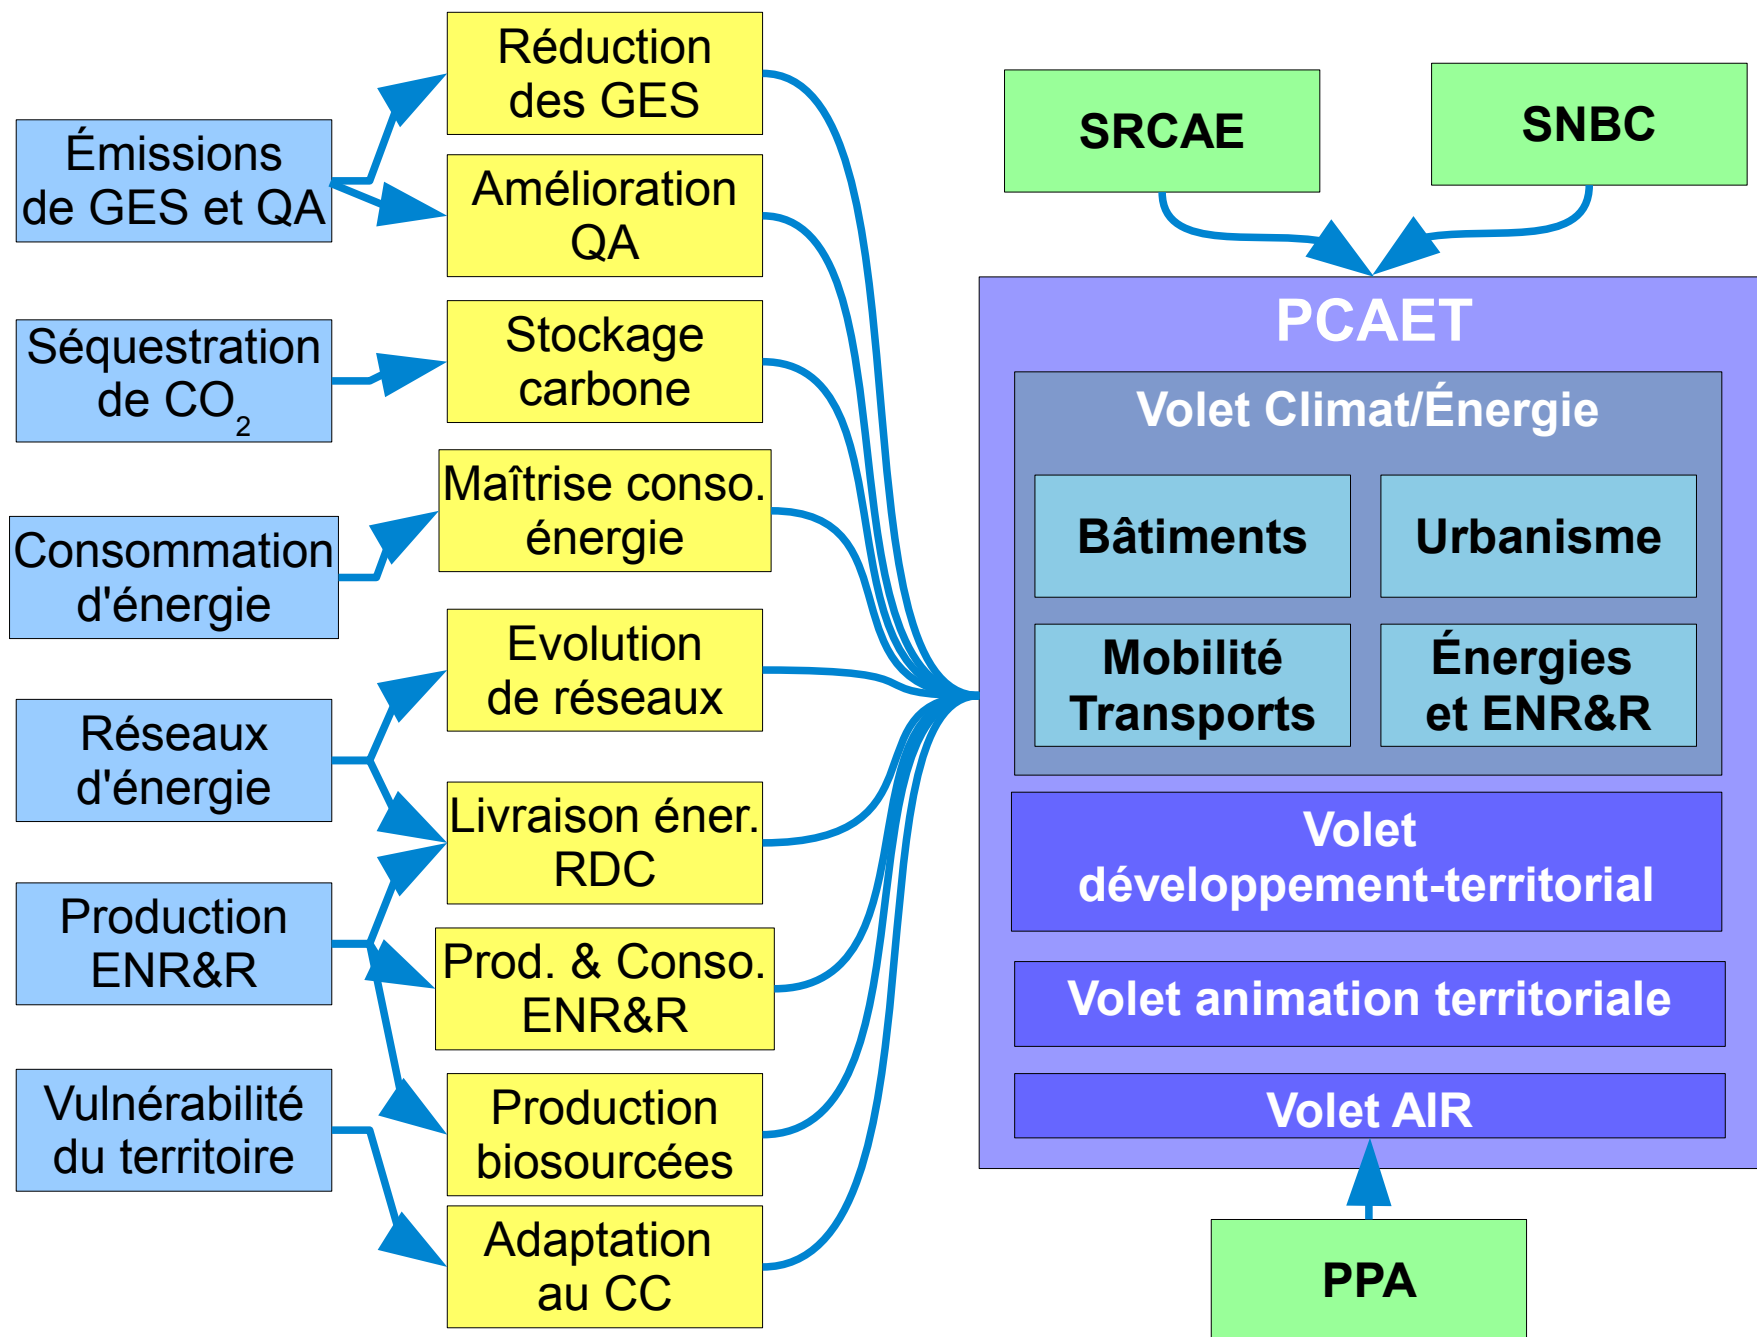 Émissions
de GES et QA
Séquestration
de CO₂
Consommation
d'énergie
Réseaux
d'énergie
Production
ENR&R
Vulnérabilité
du territoire
Réduction
des GES
Amélioration
QA
Stockage
carbone
Maîtrise conso.
énergie
Evolution
de réseaux
Livraison éner.
RDC
Prod. & Conso.
ENR&R
Production
biosourcées
Adaptation
au CC
SRCAE
SNBC
PCAET
Volet Climat/Énergie
Bâtiments
Urbanisme
Mobilité
Transports
Énergies
et ENR&R
Volet
développement-territorial
Volet animation territoriale
Volet AIR
PPA